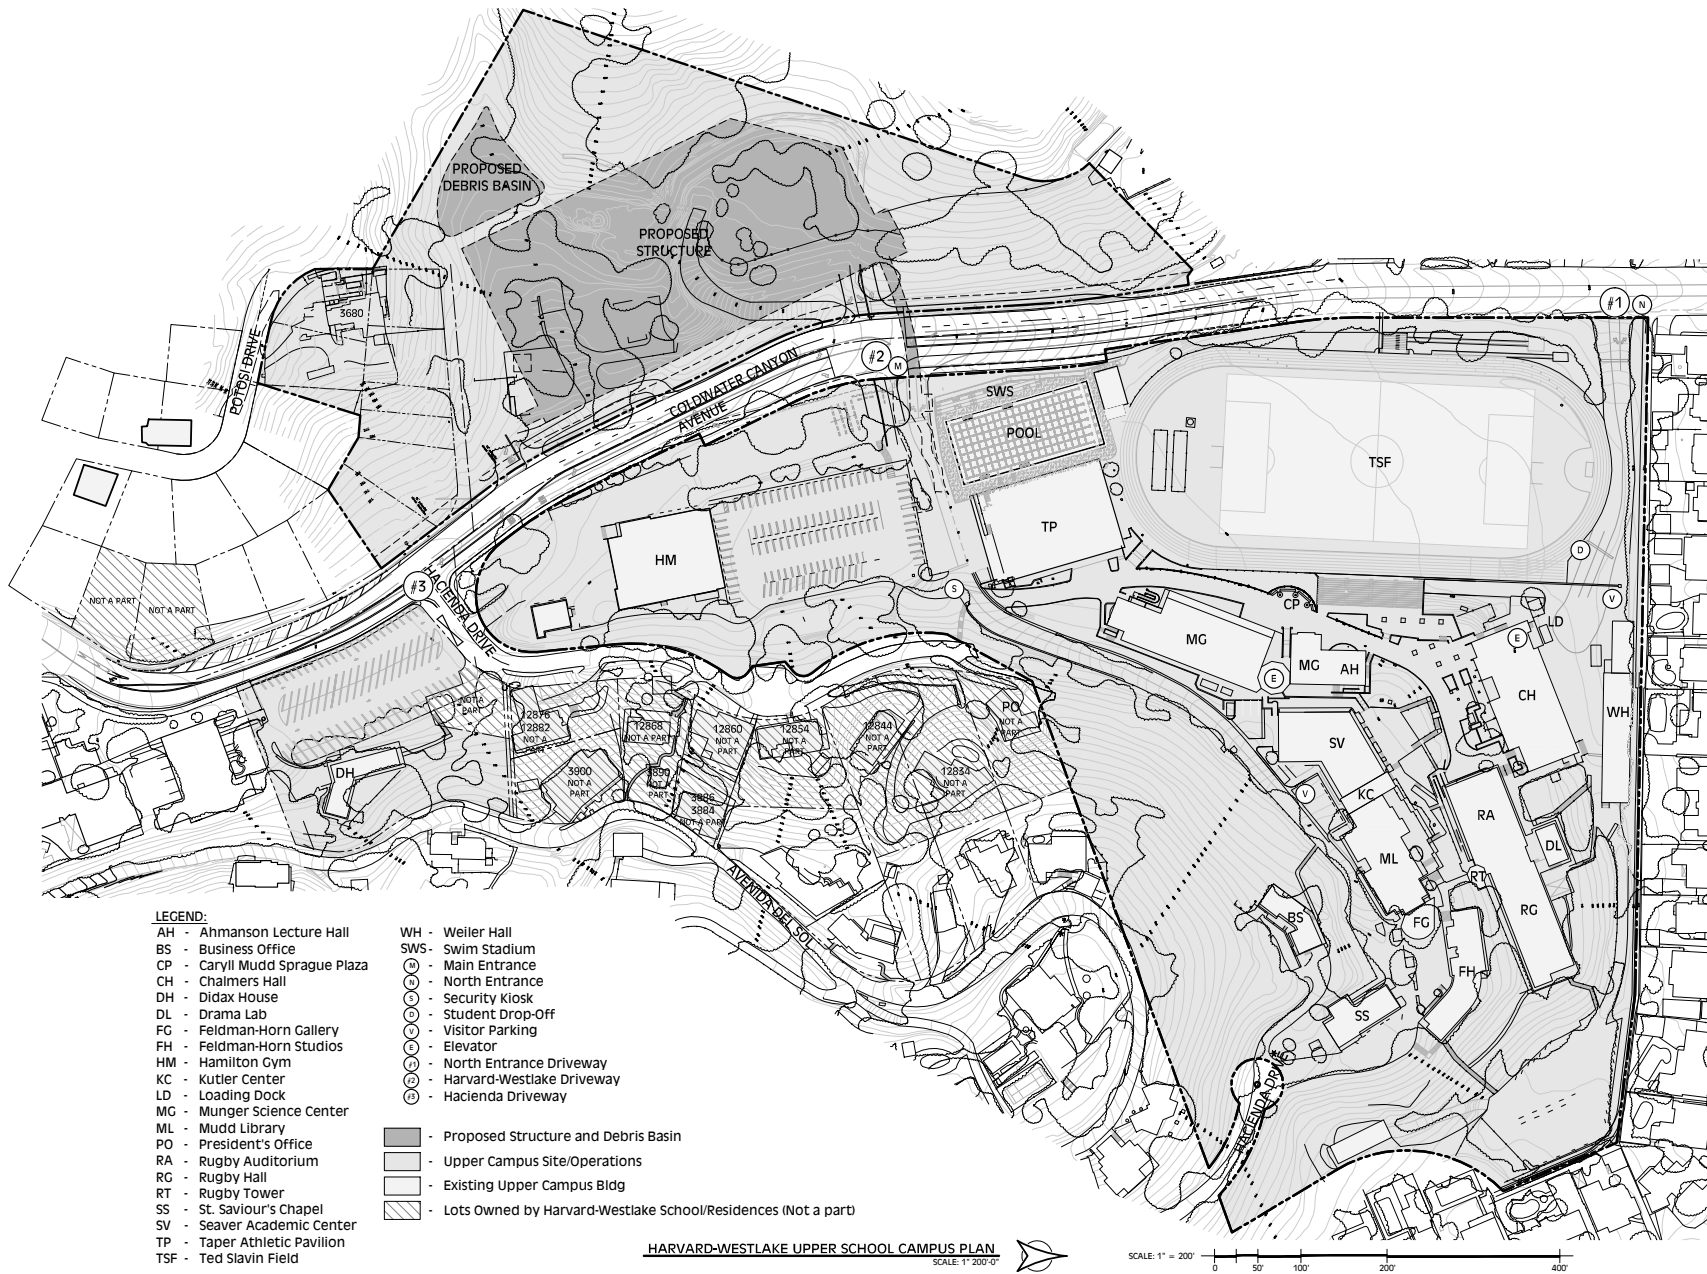 PROPOSED
DEBRIS BASIN
PROPOSED
STRUCTURE
3680
POTOSI DRIVE
COLDWATER CANYON
AVENUE
#1
N
#2
M
SWS
POOL
TSF
TP
HM
D
#3
HACIENDA DRIVE
NOT A PART
NOT A PART
S
V
CP
LD
E
MG
MG
AH
E
CH
WH
NOT A
PART
12876
12882
NOT A
PART
12868
NOT A PART
12860
NOT A
PART
12854
NOT A
PART
12844
NOT A
PART
PO
NOT A
PART
SV
DH
3900
NOT A
PART
3890
NOT A
PART
12834
NOT A
PART
3886
3884
NOT A PART
V
KC
RA
DL
ML
RT
AVENIDA DEL SOL
BS
FG
RG
FH
SS
HACIENDA DRIVE
LEGEND:
AH - Ahmanson Lecture Hall
BS - Business Office
CP - Caryll Mudd Sprague Plaza
CH - Chalmers Hall
DH - Didax House
DL - Drama Lab
FG - Feldman-Horn Gallery
FH - Feldman-Horn Studios
HM - Hamilton Gym
KC - Kutler Center
LD - Loading Dock
MG - Munger Science Center
ML - Mudd Library
PO - President's Office
RA - Rugby Auditorium
RG - Rugby Hall
RT - Rugby Tower
SS - St. Saviour's Chapel
SV - Seaver Academic Center
TP - Taper Athletic Pavilion
TSF - Ted Slavin Field
WH - Weiler Hall
SWS - Swim Stadium
M - Main Entrance
N - North Entrance
S - Security Kiosk
D - Student Drop-Off
V - Visitor Parking
E - Elevator
#1 - North Entrance Driveway
#2 - Harvard-Westlake Driveway
#3 - Hacienda Driveway
- Proposed Structure and Debris Basin
- Upper Campus Site/Operations
- Existing Upper Campus Bldg
- Lots Owned by Harvard-Westlake School/Residences (Not a part)
HARVARD-WESTLAKE UPPER SCHOOL CAMPUS PLAN
SCALE: 1" 200'-0"
SCALE: 1" = 200'
0 50' 100' 200' 400'